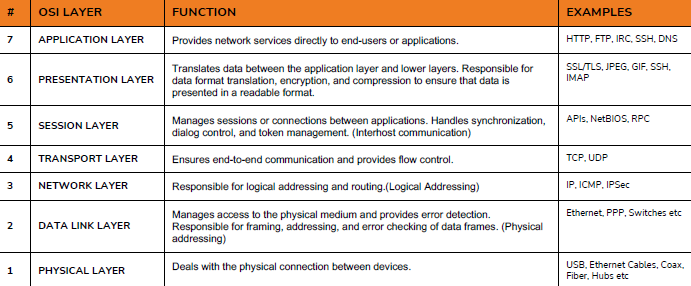 # OSI LAYER FUNCTION EXAMPLES
7 APPLICATION LAYER Provides network services directly to end-users or applications. HTTP, FTP, IRC, SSH, DNS
6 PRESENTATION LAYER Translates data between the application layer and lower layers. Responsible for
data format translation, encryption, and compression to ensure that data is
presented in a readable format.
SSL/TLS, JPEG, GIF, SSH,
IMAP
5 SESSION LAYER Manages sessions or connections between applications. Handles synchronization,
dialog control, and token management. (Interhost communication)
APIs, NetBIOS, RPC
4 TRANSPORT LAYER Ensures end-to-end communication and provides flow control. TCP, UDP
3 NETWORK LAYER Responsible for logical addressing and routing.(Logical Addressing) IP, ICMP, IPSec
2 DATA LINK LAYER Manages access to the physical medium and provides error detection.
Responsible for framing, addressing, and error checking of data frames. (Physical
addressing)
Ethernet, PPP, Switches etc
1 PHYSICAL LAYER Deals with the physical connection between devices. USB, Ethernet Cables, Coax,
Fiber, Hubs etc